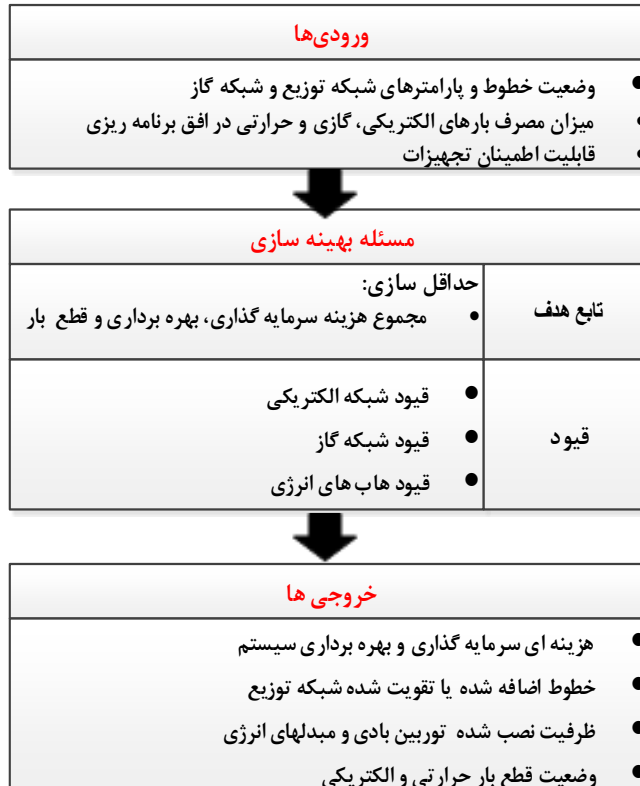 ورودی‌ها
● وضعیت خطوط و پارامترهای شبکه توزیع و شبکه گاز
• میزان مصرف بارهای الکتریکی، گازی و حرارتی در افق برنامه ریزی
• قابلیت اطمینان تجهیزات
مسئله بهینه سازی
تابع هدف
حداقل سازی:
• مجموع هزینه سرمایه گذاری، بهره برداری و قطع بار
قیود
● قیود شبکه الکتریکی
● قیود شبکه گاز
● قیود هاب های انرژی
خروجی ها
● هزینه ای سرمایه گذاری و بهره برداری سیستم
● خطوط اضافه شده یا تقویت شده شبکه توزیع
● ظرفیت نصب شده توربین بادی و مبدلهای انرژی
● وضعیت قطع بار حرارتی و الکتریکی